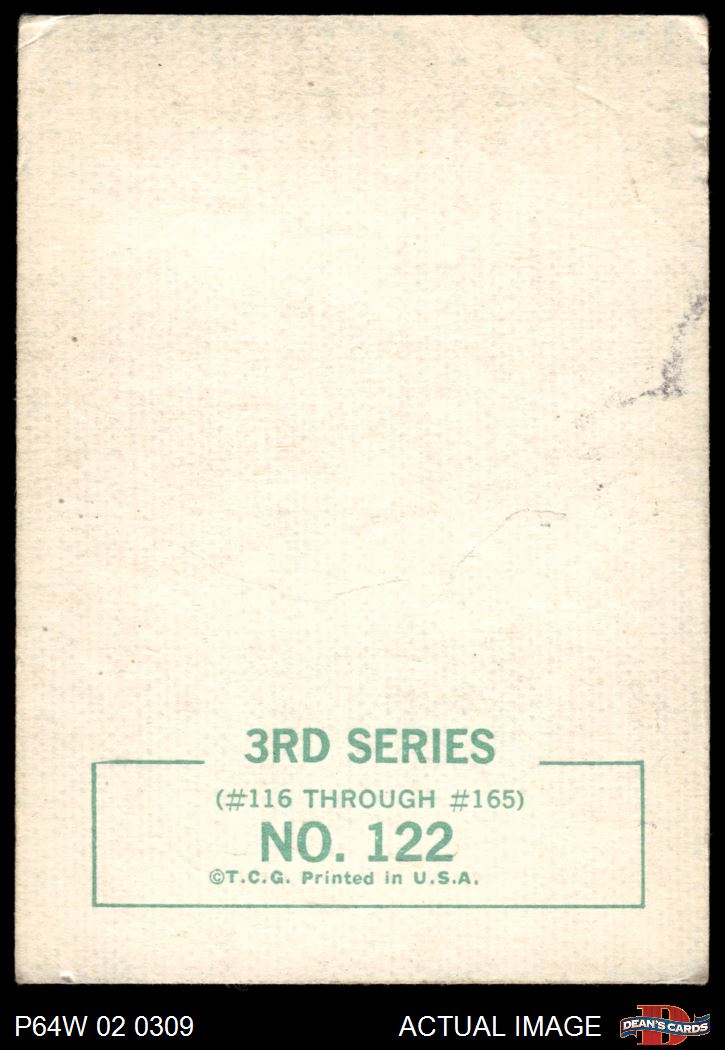 3RD SERIES
(#116 THROUGH #165)
NO. 122
©T.C.G. Printed in U.S.A.
P64W 02 0309
ACTUAL IMAGE
D
DEAN'S CARDS